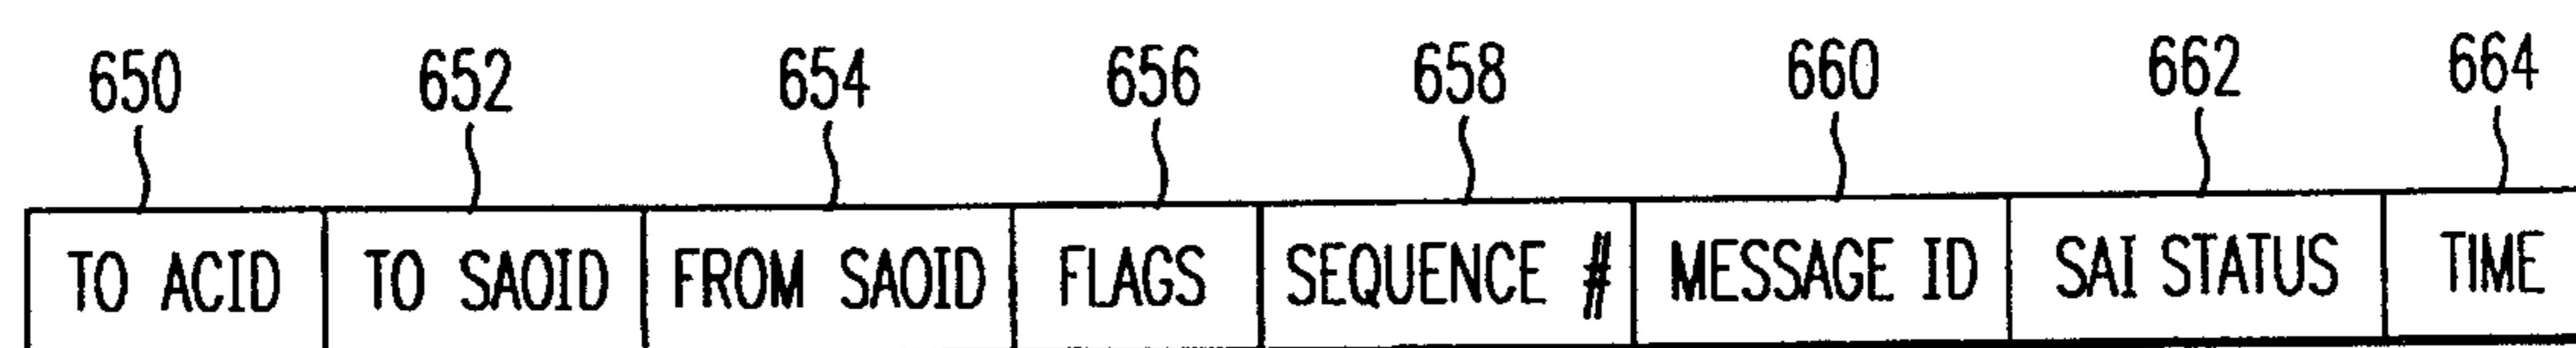 650 652 654 656 658 660 662 664
TO ACID TO SAOID FROM SAOID FLAGS SEQUENCE # MESSAGE ID SAI STATUS TIME